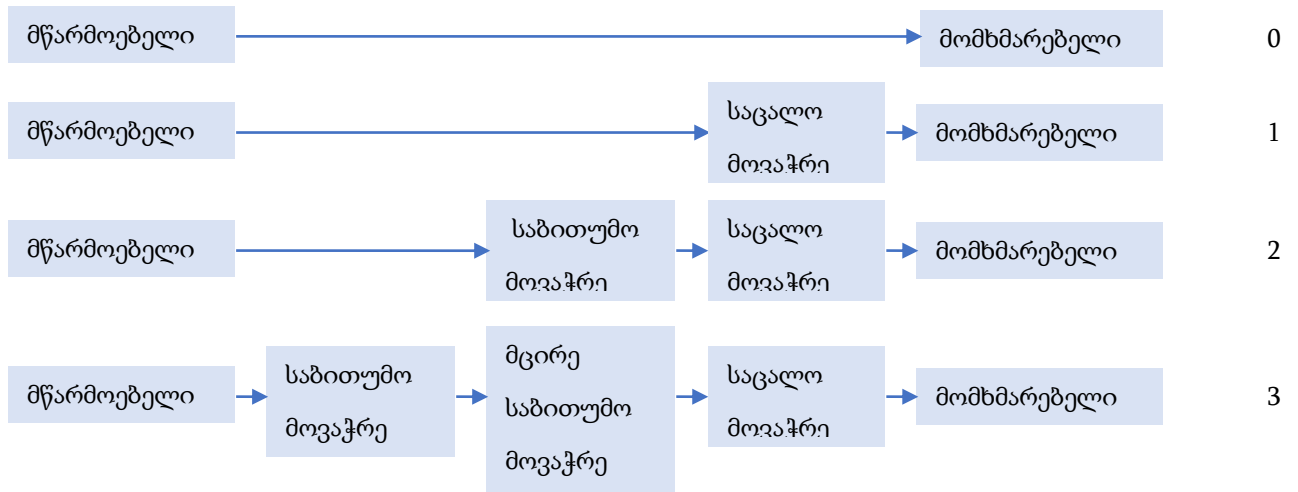 მწარმოებელი მომხმარებელი 0
მწარმოებელი საცალო მოვაჭრე მომხმარებელი 1
მწარმოებელი საბითუმო მოვაჭრე საცალო მოვაჭრე მომხმარებელი 2
მწარმოებელი საბითუმო მოვაჭრე მცირე საბითუმო მოვაჭრე საცალო მოვაჭრე მომხმარებელი 3